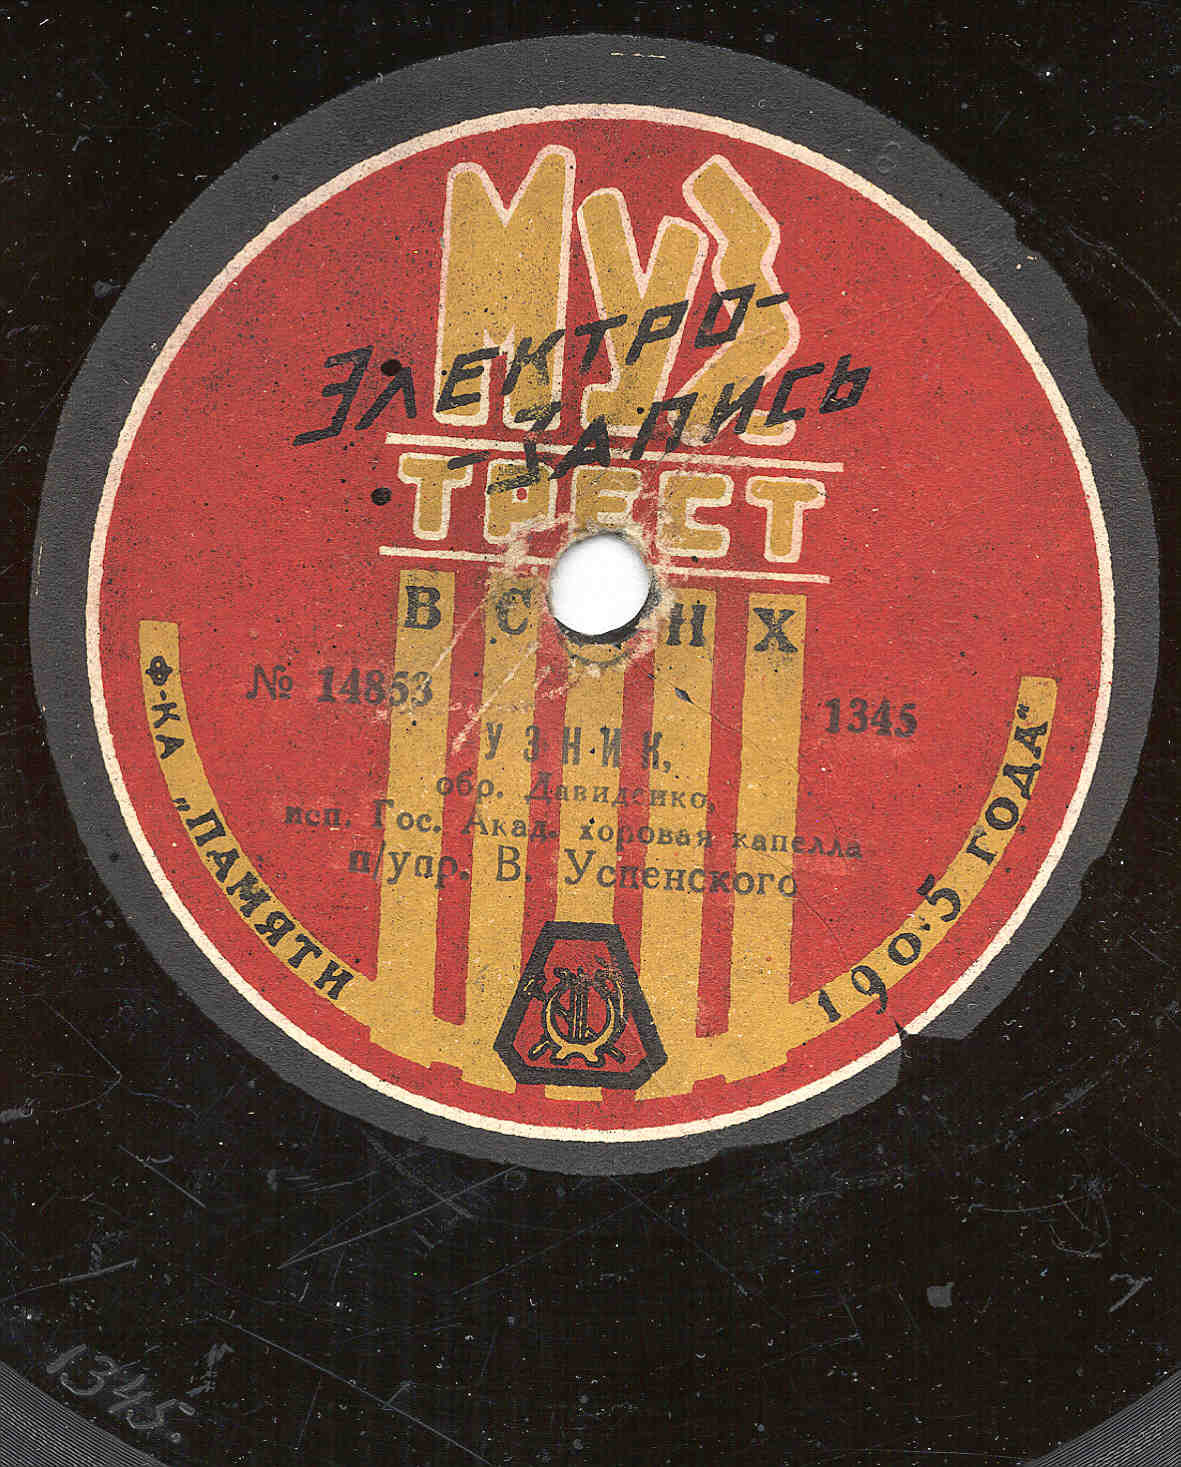 Муз
ЭЛЕКТРО-
-ЗАПИСЬ
ТРЕСТ
В С Н Х
№ 14853
1345
УЗНИК,
обр. Давиденко,
исп. Гос. Акад. хоровая капелла
п/упр. В. Успенского
Ф-КА „ПАМЯТИ 1905 ГОДА“
1345.